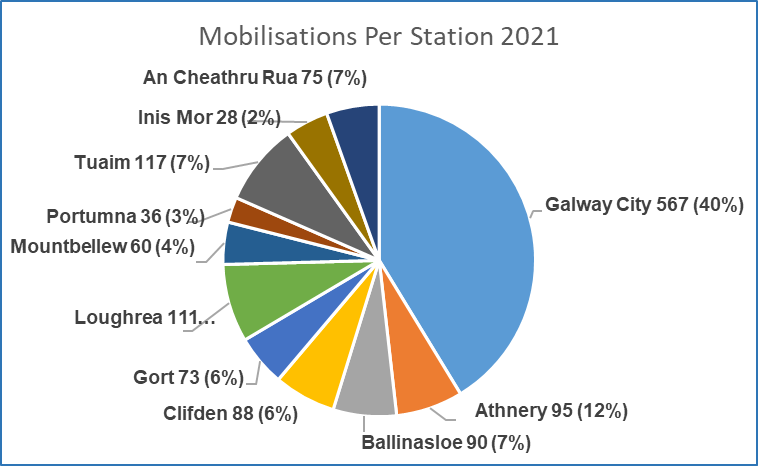 Mobilisations Per Station 2021
An Cheathru Rua 75 (7%)
Inis Mor 28 (2%)
Tuaim 117 (7%)
Portumna 36 (3%)
Mountbellew 60 (4%)
Loughrea 111...
Gort 73 (6%)
Clifden 88 (6%)
Ballinasloe 90 (7%)
Athnery 95 (12%)
Galway City 567 (40%)